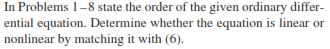 In Problems 1–8 state the order of the given ordinary differ-
ential equation. Determine whether the equation is linear or
nonlinear by matching it with (6).